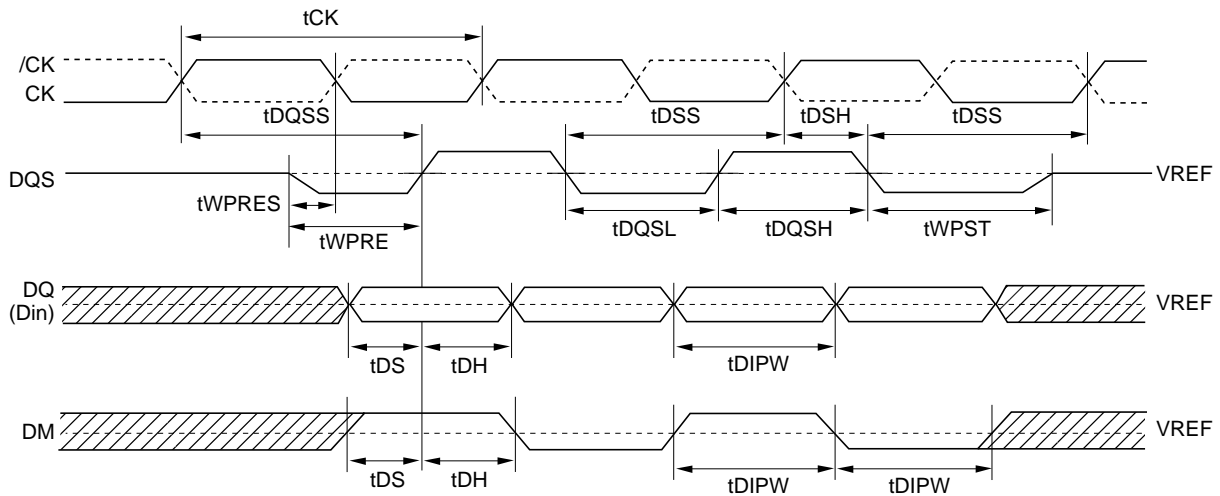 tCK
/CK
CK
tDQSS tDSS tDSH tDSS
DQS VREF
tWPRES
tWPRE tDQSL tDQSH tWPST
DQ
(Din) VREF
tDS tDH tDIPW
DM VREF
tDS tDH tDIPW tDIPW